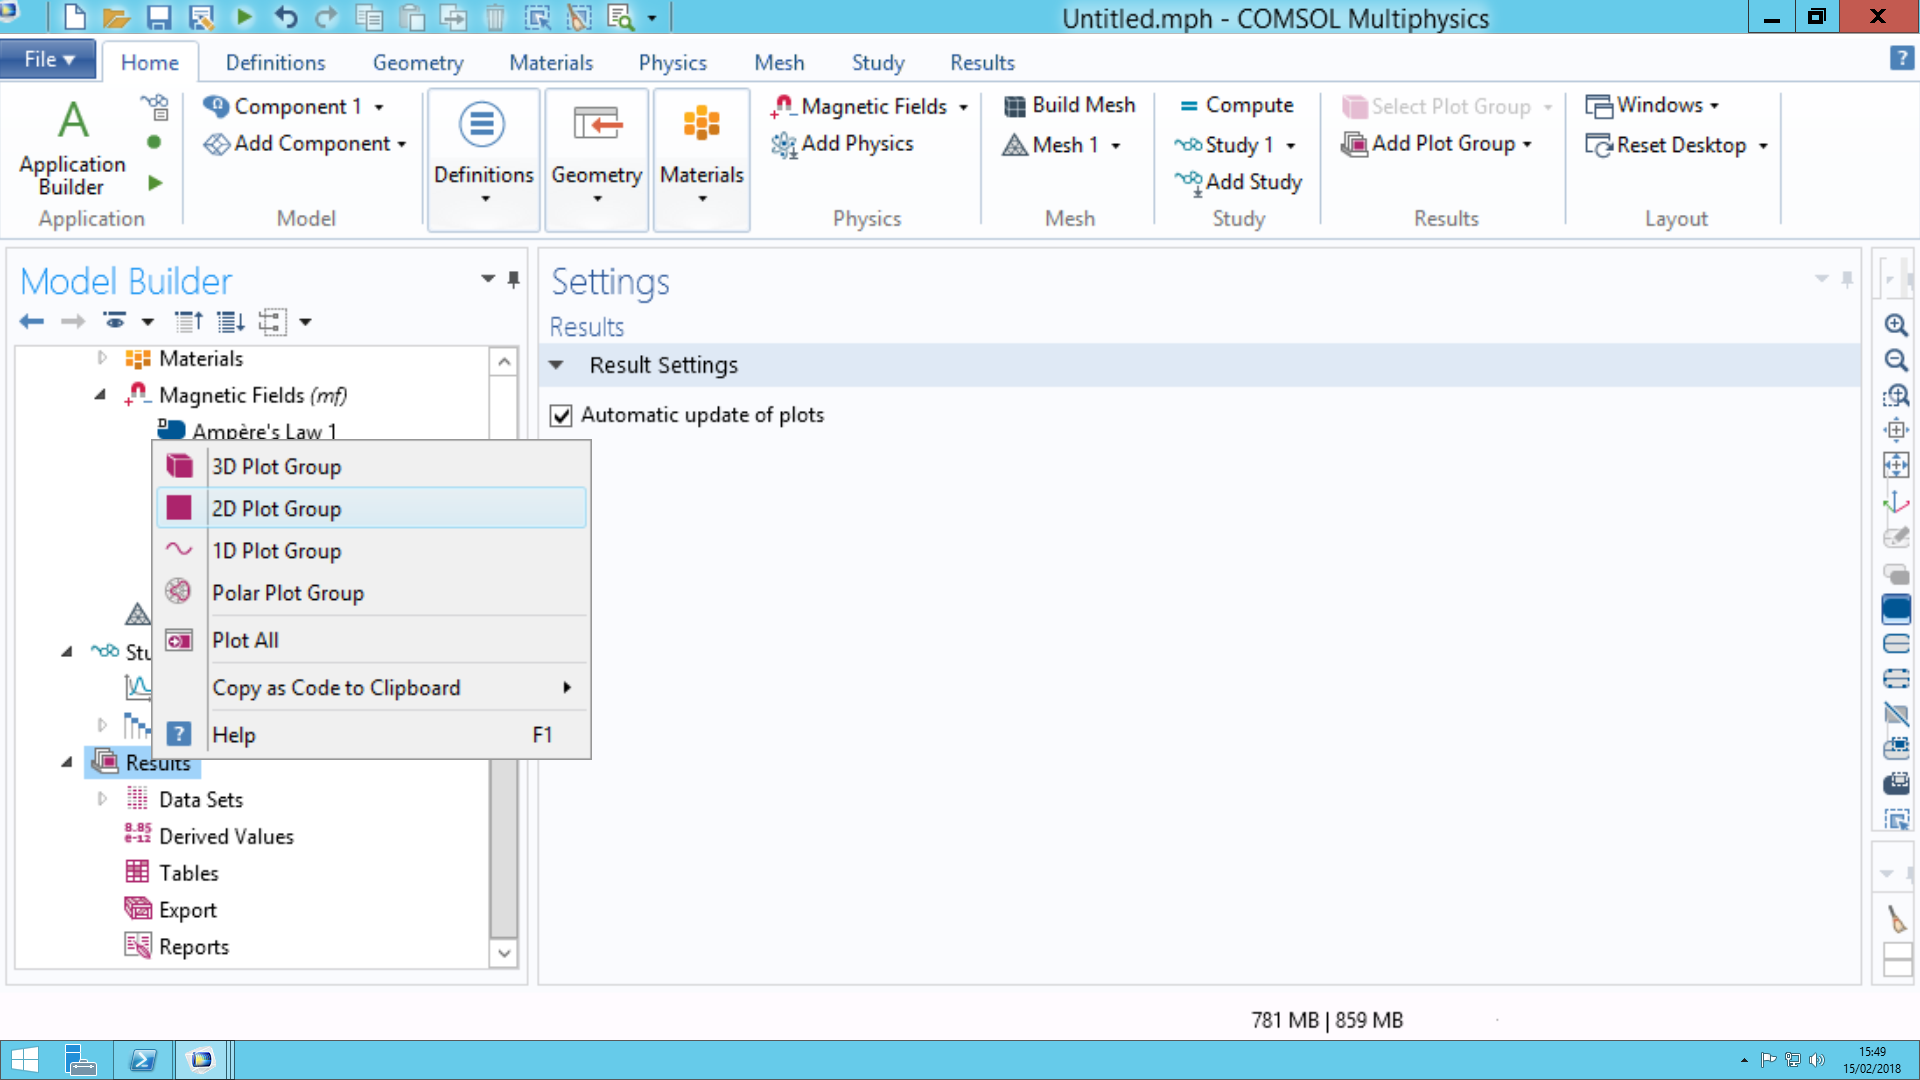 Untitled.mph - COMSOL Multiphysics
File Home Definitions Geometry Materials Physics Mesh Study Results ?
A
Application Builder
Application
Component 1
Add Component
Model
Definitions
Geometry
Materials
Magnetic Fields
Add Physics
Physics
Build Mesh
Mesh 1
Mesh
= Compute
Study 1
Add Study
Study
Select Plot Group
Add Plot Group
Results
Windows
Reset Desktop
Layout
Model Builder
Materials
Magnetic Fields (mf)
D Ampère's Law 1
3D Plot Group
2D Plot Group
1D Plot Group
Polar Plot Group
Plot All
Copy as Code to Clipboard
? Help F1
Stu
Results
Data Sets
8.85 e-12 Derived Values
Tables
Export
Reports
Settings
Results
Result Settings
Automatic update of plots
781 MB | 859 MB
15:49
15/02/2018